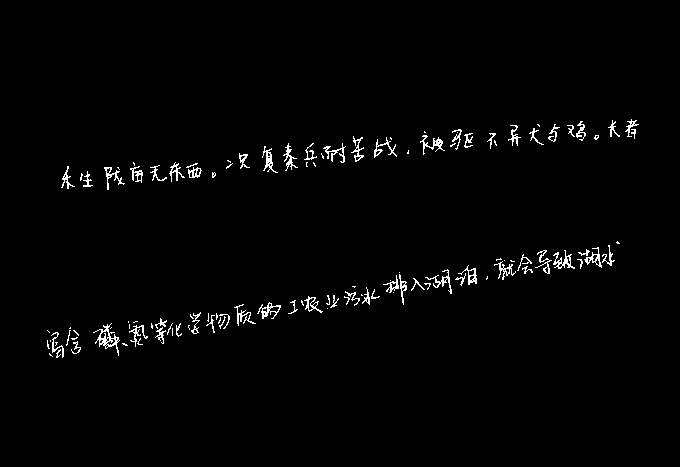 禾生陇亩无东西。况复秦兵耐苦战，被驱不异犬与鸡。长者
富含磷、氮等化学物质的工农业污水排入湖泊，就会导致湖水